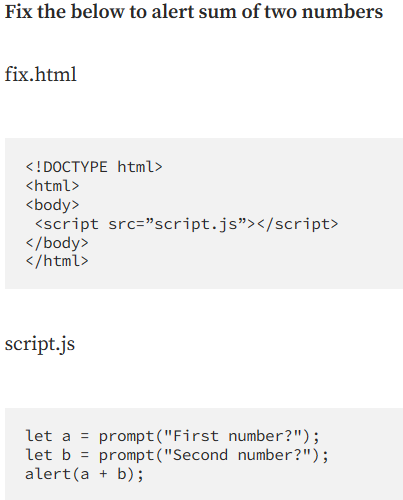 Fix the below to alert sum of two numbers
fix.html
<!DOCTYPE html>
<html>
<body>
 <script src=”script.js”></script>
</body>
</html>
script.js
let a = prompt("First number?");
let b = prompt("Second number?");
alert(a + b);